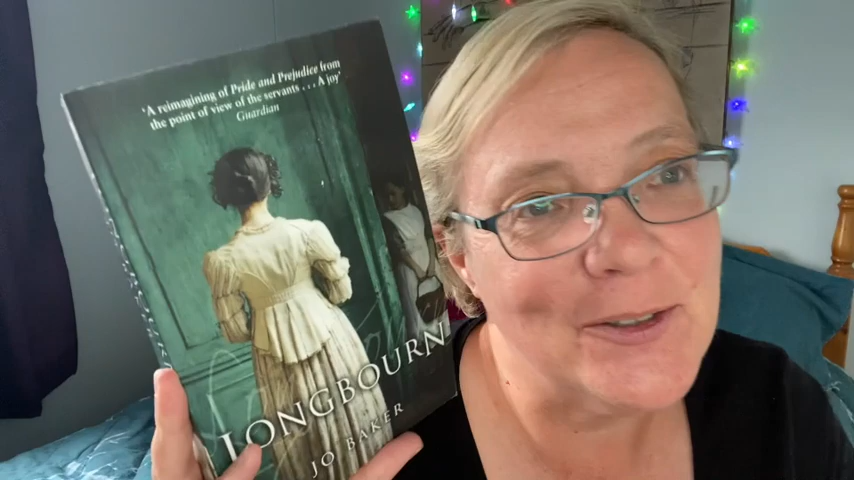 'A reimagining of Pride and Prejudice from
the point of view of the servants . . . A joy'
Guardian
LONGBOURN
JO BAKER